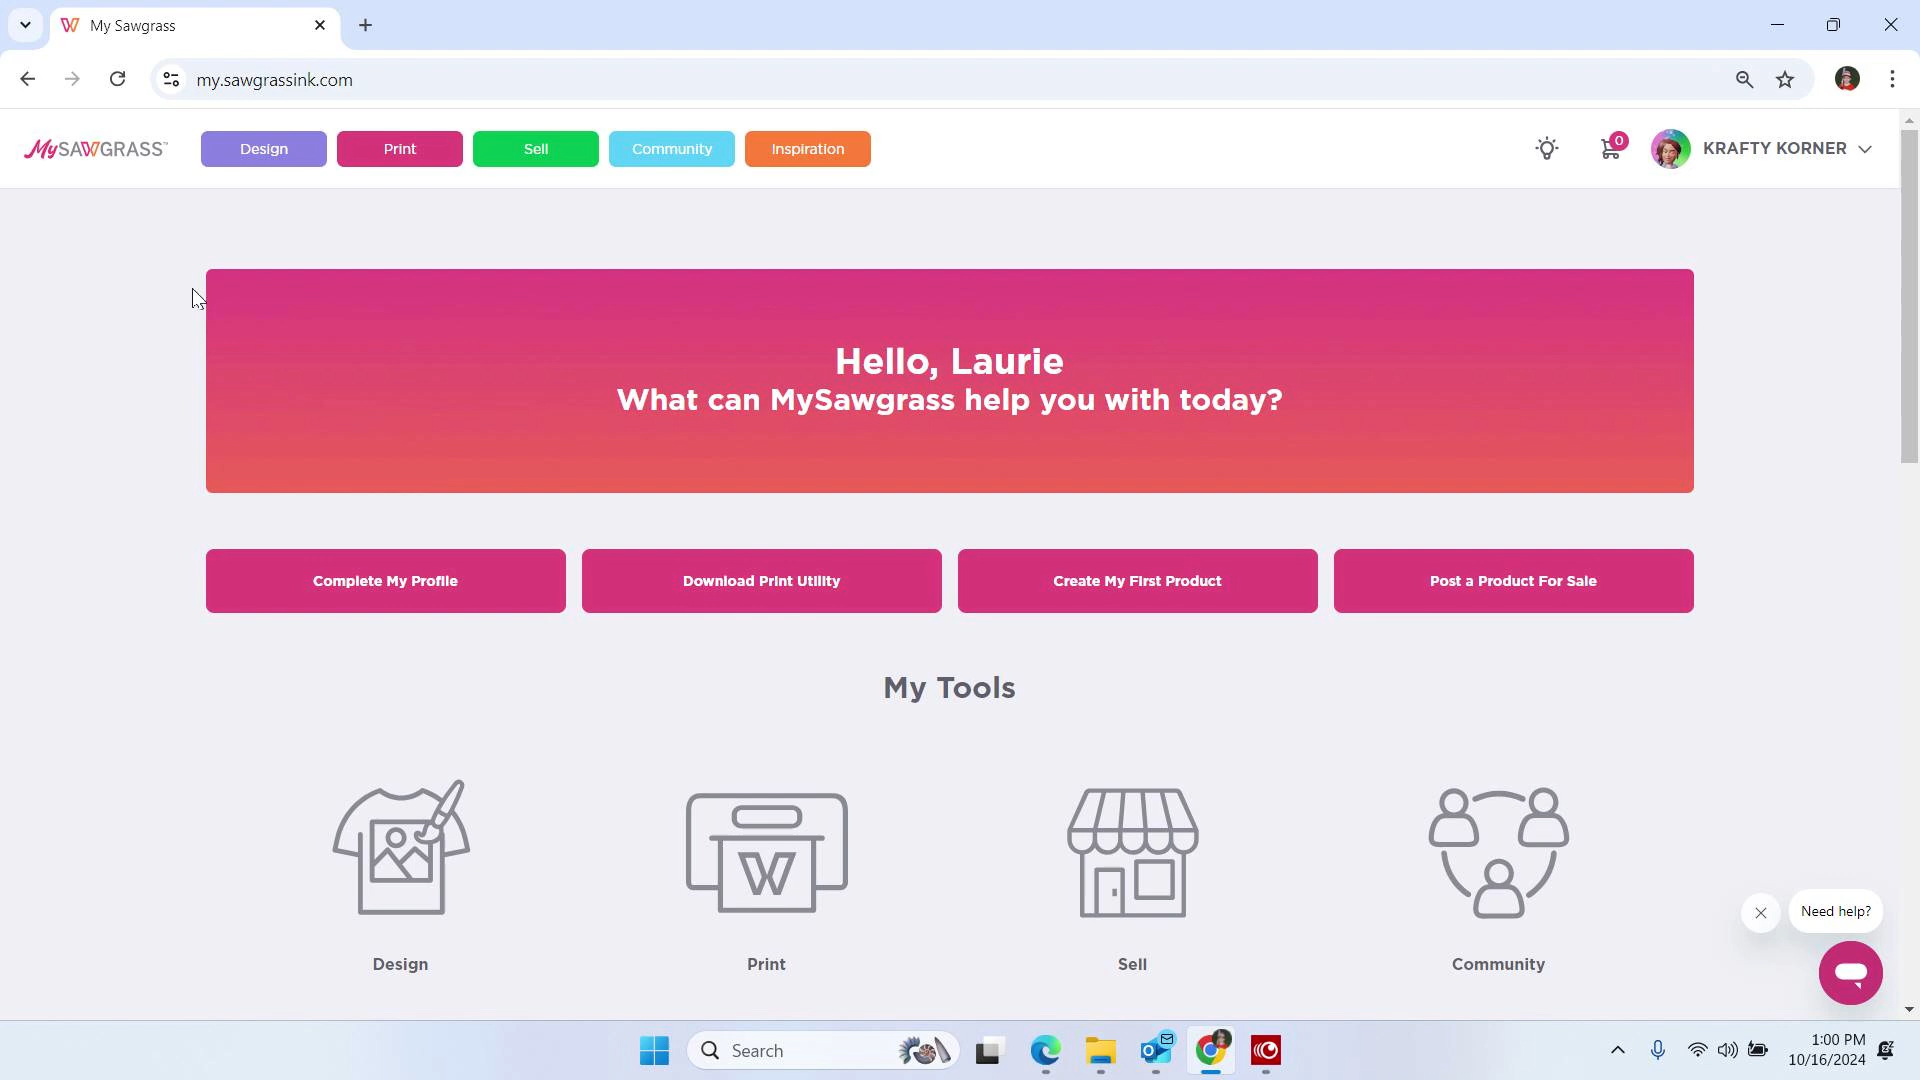 My Sawgrass
my.sawgrassink.com
MySAWGRASS™
Design
Print
Sell
Community
Inspiration
0
KRAFTY KORNER
Hello, Laurie
What can MySawgrass help you with today?
Complete My Profile
Download Print Utility
Create My First Product
Post a Product For Sale
My Tools
W
Need help?
Design
Print
Sell
Community
Search
1:00 PM
10/16/2024